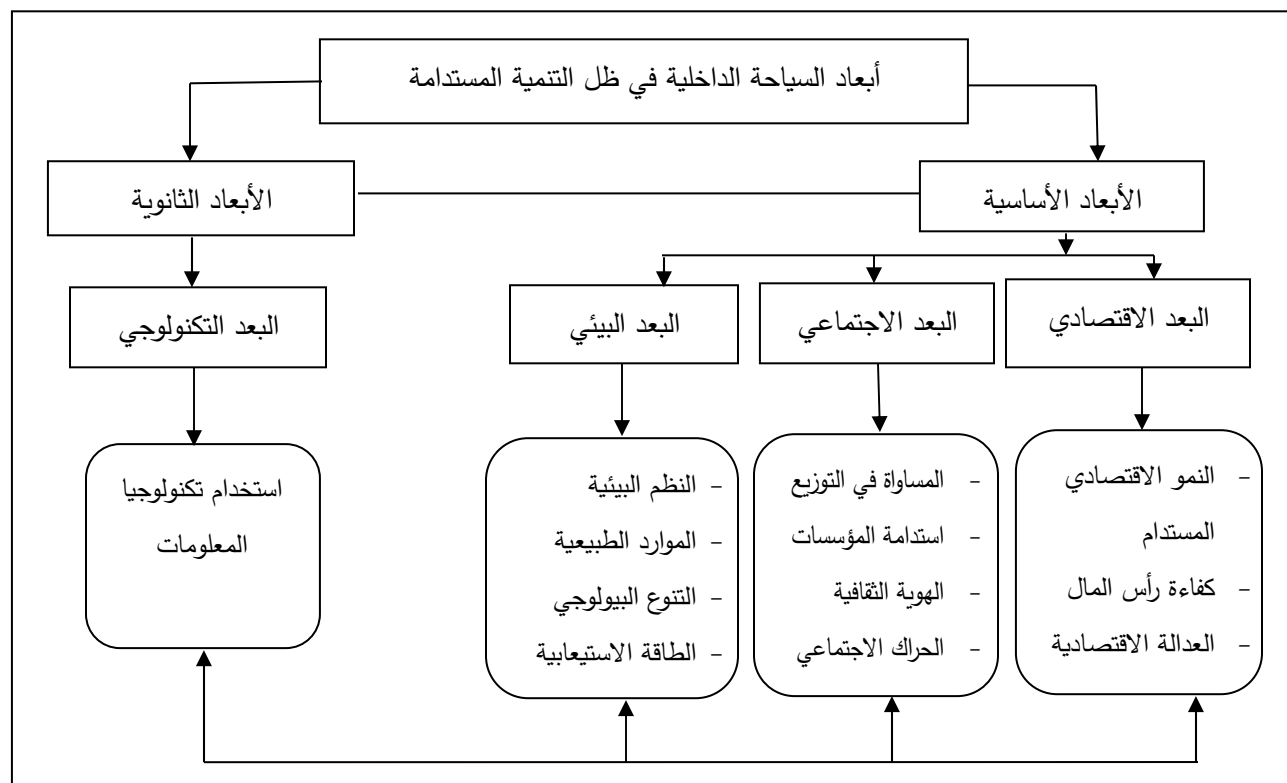 أبعاد السياحة الداخلية في ظل التنمية المستدامة
الأبعاد الأساسية
الأبعاد الثانوية
البعد الاقتصادي
البعد الاجتماعي
البعد البيئي
البعد التكنولوجي
- النمو الاقتصادي
المستدام
- كفاءة رأس المال
- العدالة الاقتصادية
- المساواة في التوزيع
- استدامة المؤسسات
- الهوية الثقافية
- الحراك الاجتماعي
- النظم البيئية
- الموارد الطبيعية
- التنوع البيولوجي
- الطاقة الاستيعابية
استخدام تكنولوجيا
المعلومات